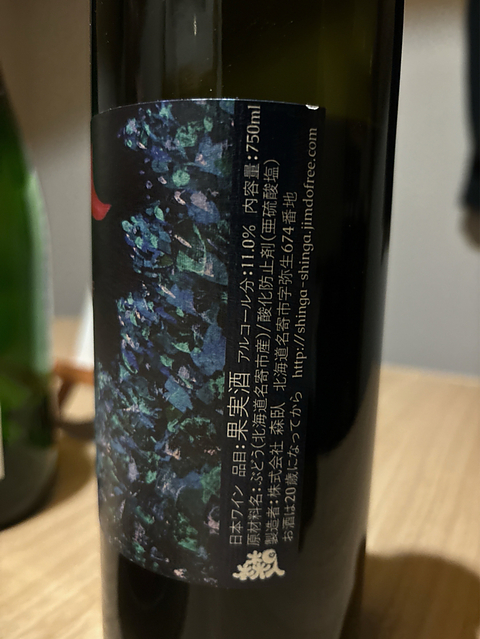 日本ワイン 品目:果実酒 アルコール分:11.0% 内容量:750ml
原材料名:ぶどう(北海道名寄市産)/酸化防止剤(亜硫酸塩)
製造者:株式会社 森臥 北海道名寄市字弥生674番地
お酒は20歳になってから http://shinga-shinga.jimdofree.com